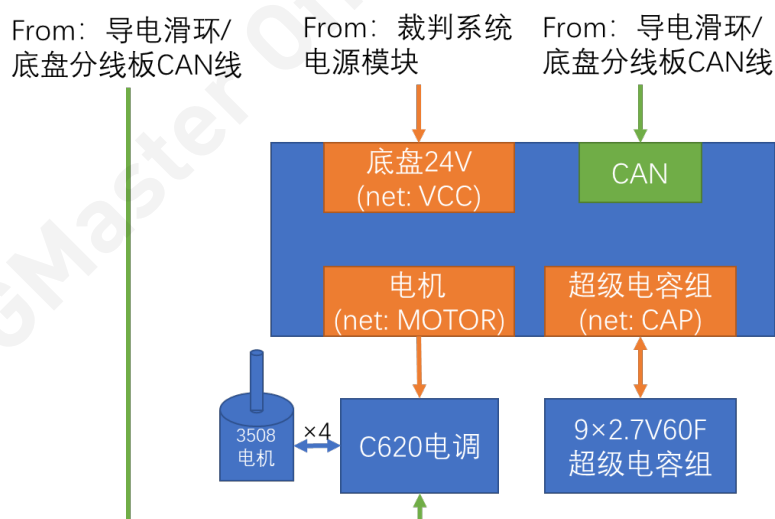 From：导电滑环/
底盘分线板CAN线
From：裁判系统
电源模块
From：导电滑环/
底盘分线板CAN线
底盘24V
(net: VCC)
CAN
电机
(net: MOTOR)
超级电容组
(net: CAP)
3508
电机
×4
C620电调
9×2.7V60F
超级电容组